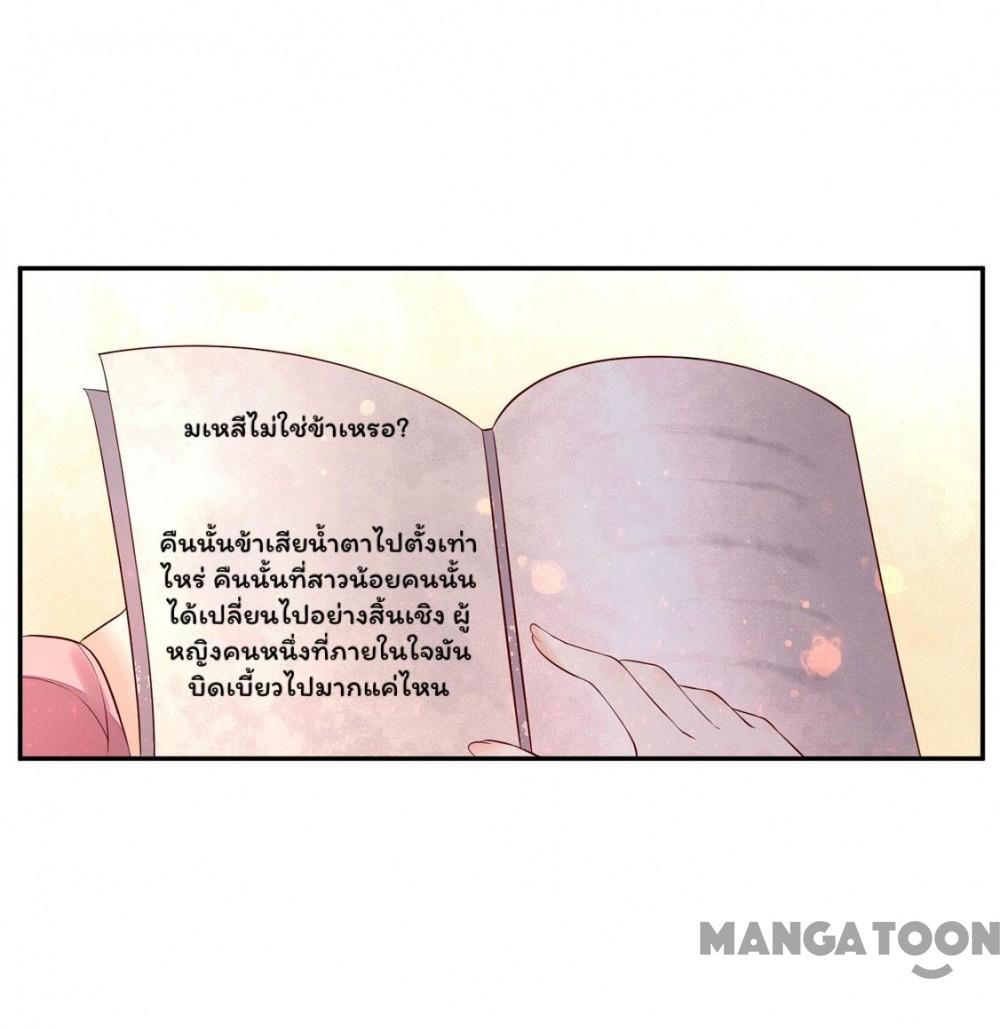 มเหสีไม่ใช่ข้าเหรอ?
คืนนั้นข้าเสียน้ำตาไปตั้งเท่า
ไหร่ คืนนั้นที่สาวน้อยคนนั้น
ได้เปลี่ยนไปอย่างสิ้นเชิง ผู้
หญิงคนหนึ่งที่ภายในใจมัน
บิดเบี้ยวไปมากแค่ไหน
MANGATOON